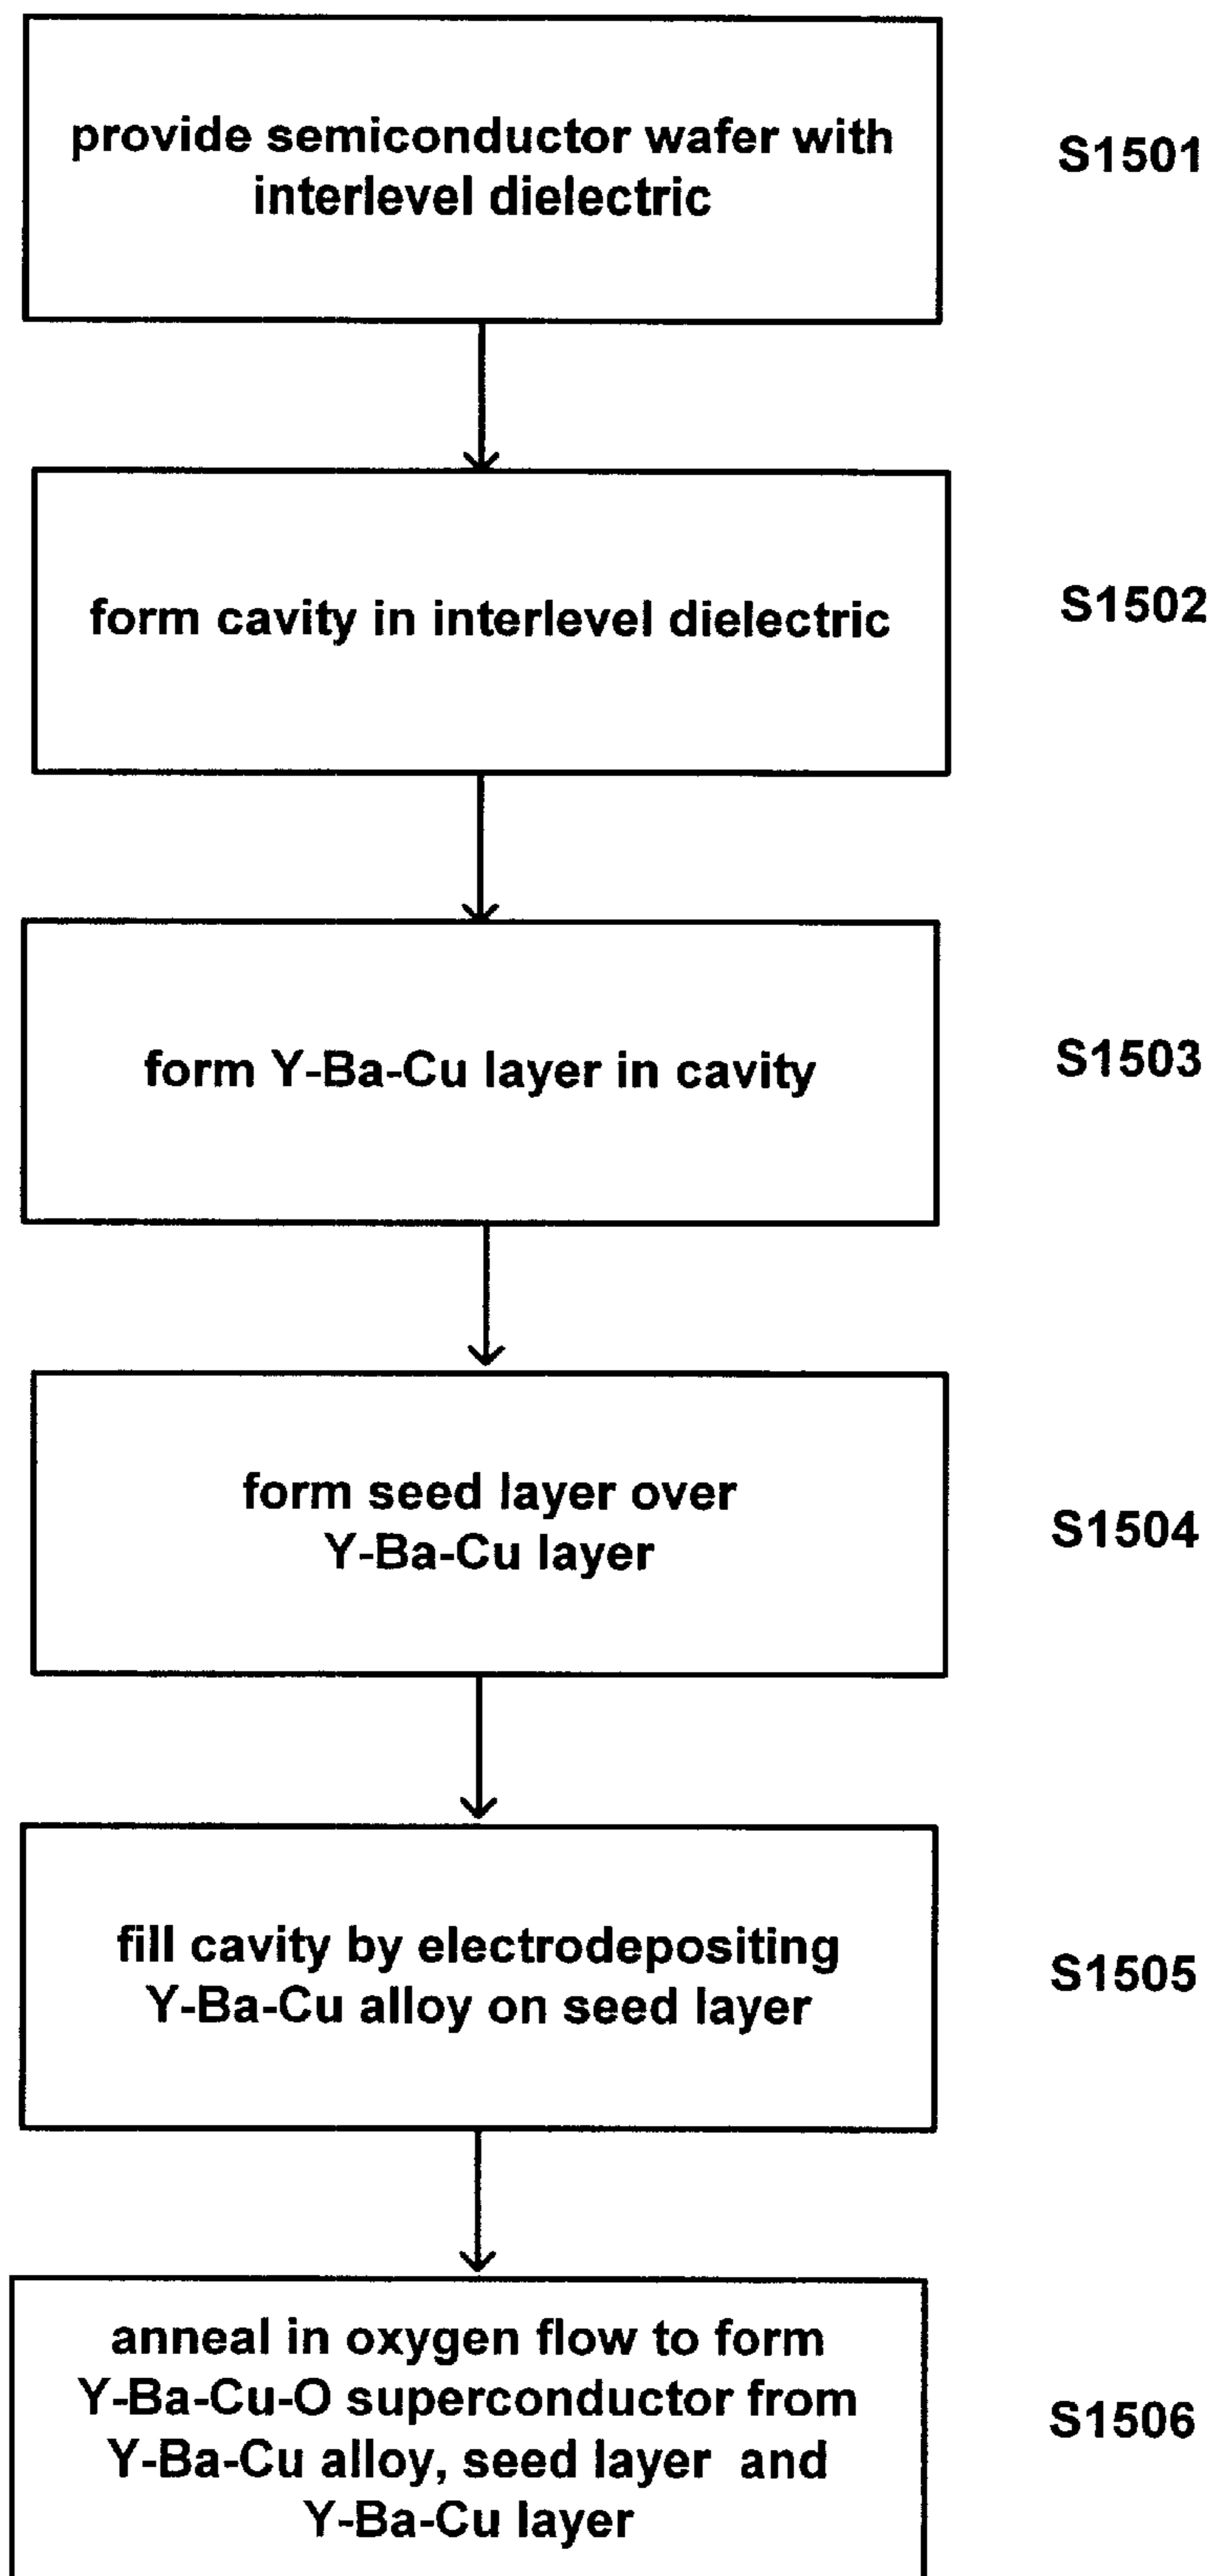 provide semiconductor wafer with
interlevel dielectric
S1501
form cavity in interlevel dielectric
S1502
form Y-Ba-Cu layer in cavity
S1503
form seed layer over
Y-Ba-Cu layer
S1504
fill cavity by electrodepositing
Y-Ba-Cu alloy on seed layer
S1505
anneal in oxygen flow to form
Y-Ba-Cu-O superconductor from
Y-Ba-Cu alloy, seed layer and
Y-Ba-Cu layer
S1506